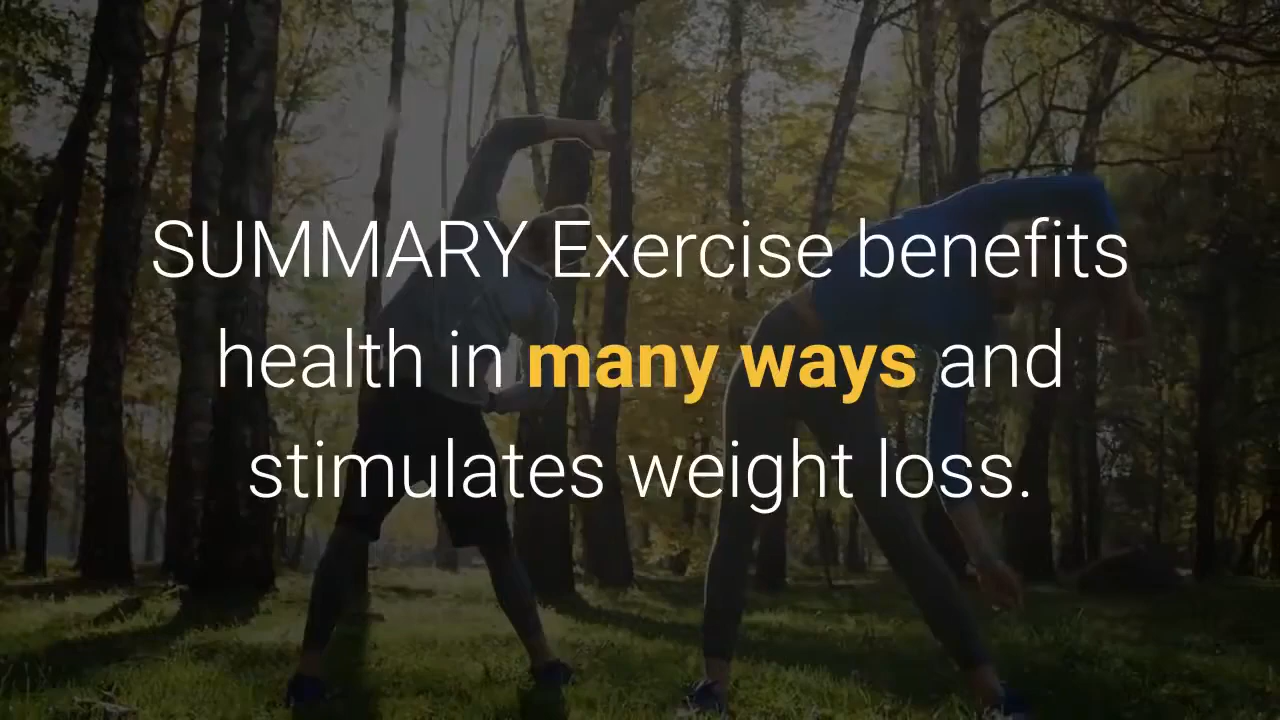 SUMMARY Exercise benefits
health in many ways and
stimulates weight loss.